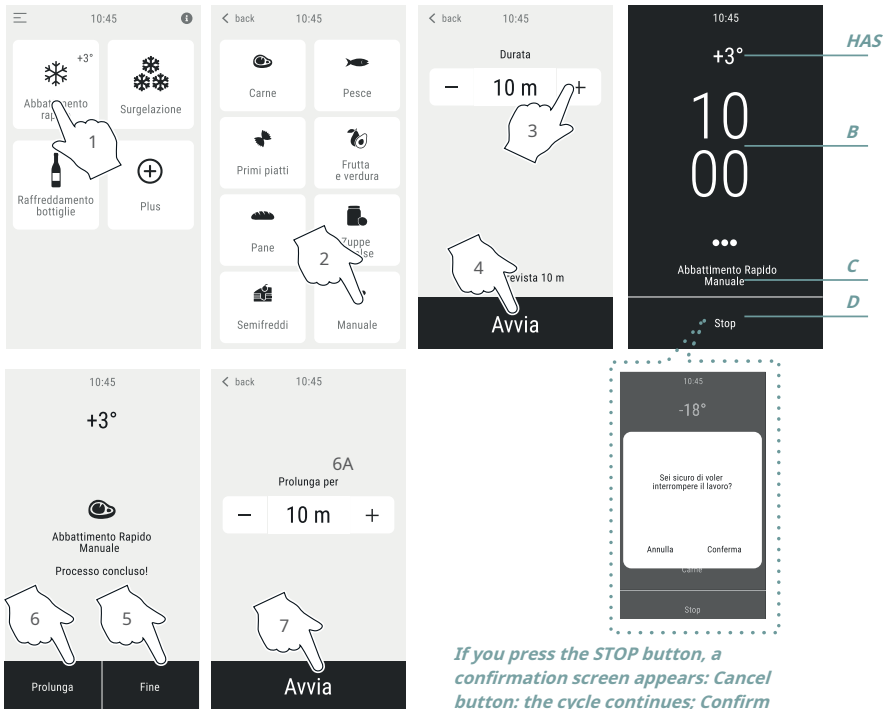 10:45
+3°
Abbattimento
Surgelazione
1
Raffreddamento
bottiglie
Plus
back 10:45
Carne
Pesce
Primi piatti
Frutta
e verdura
Pane
2
Semifreddi
Manuale
back 10:45
Durata
10 m
3
4
10 m
Avvia
10:45
+3°
HAS
10
00
B
Abbattimento Rapido
Manuale
C
Stop
D
10:45
+3°
Abbattimento Rapido
Manuale
Processo concluso!
6
5
Prolunga
Fine
back 10:45
6A
Prolunga per
10 m
7
Avvia
10:45
-18°
Sei sicuro di voler
interrompere il lavoro?
Annulla
Conferma
Carne
Stop
If you press the STOP button, a
confirmation screen appears: Cancel
button: the cycle continues; Confirm